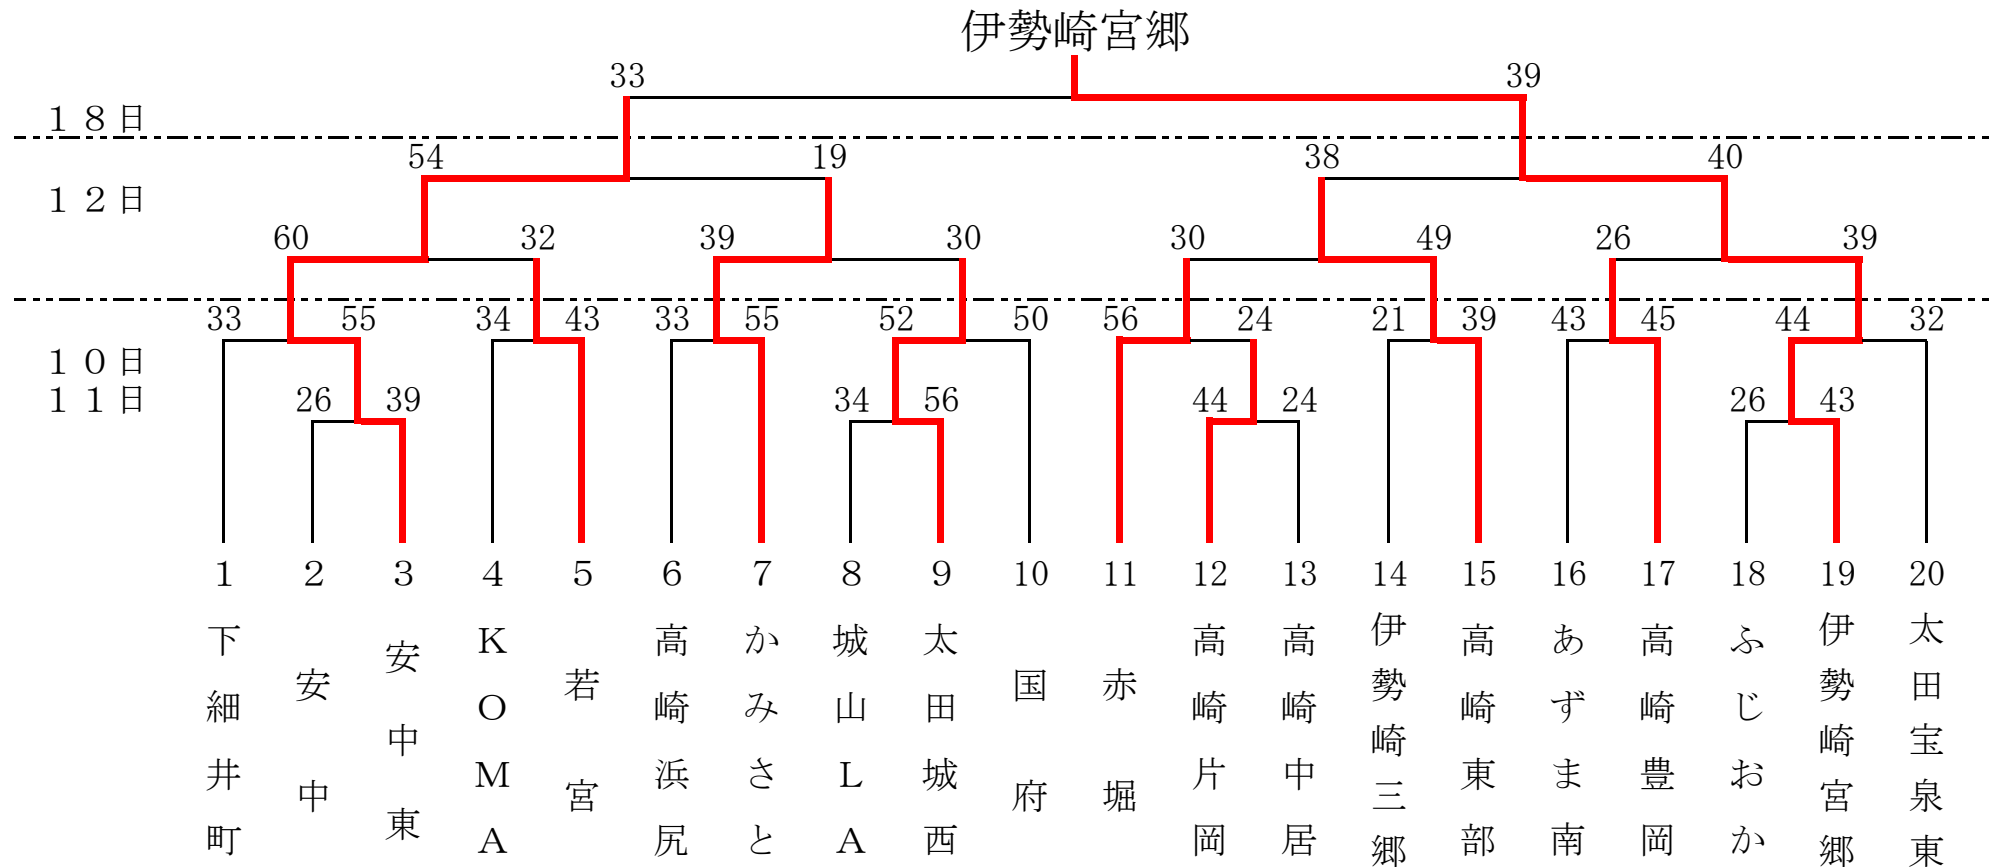 伊勢崎宮郷
33 39
１８日
54 19 38 40
１２日
60 32 39 30 30 49 26 39
33 55 34 43 33 55 52 50 56 24 21 39 43 45 44 32
１０日
１１日
26 39 34 56 44 24 26 43
1 2 3 4 5 6 7 8 9 10 11 12 13 14 15 16 17 18 19 20
下細井町
安中
安中東
ＫＯＭＡ
若宮
高崎浜尻
かみさと
城山ＬＡ
太田城西
国府
赤堀
高崎片岡
高崎中居
伊勢崎三郷
高崎東部
あずま南
高崎豊岡
ふじおか
伊勢崎宮郷
太田宝泉東